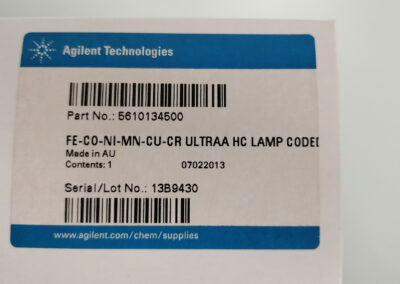 Agilent Technologies
Part No.: 5610134500
FE-CO-NI-MN-CU-CR ULTRAA HC LAMP CODED
Made in AU
Contents: 1 07022013
Serial/Lot No.: 13B9430
www.agilent.com/chem/supplies